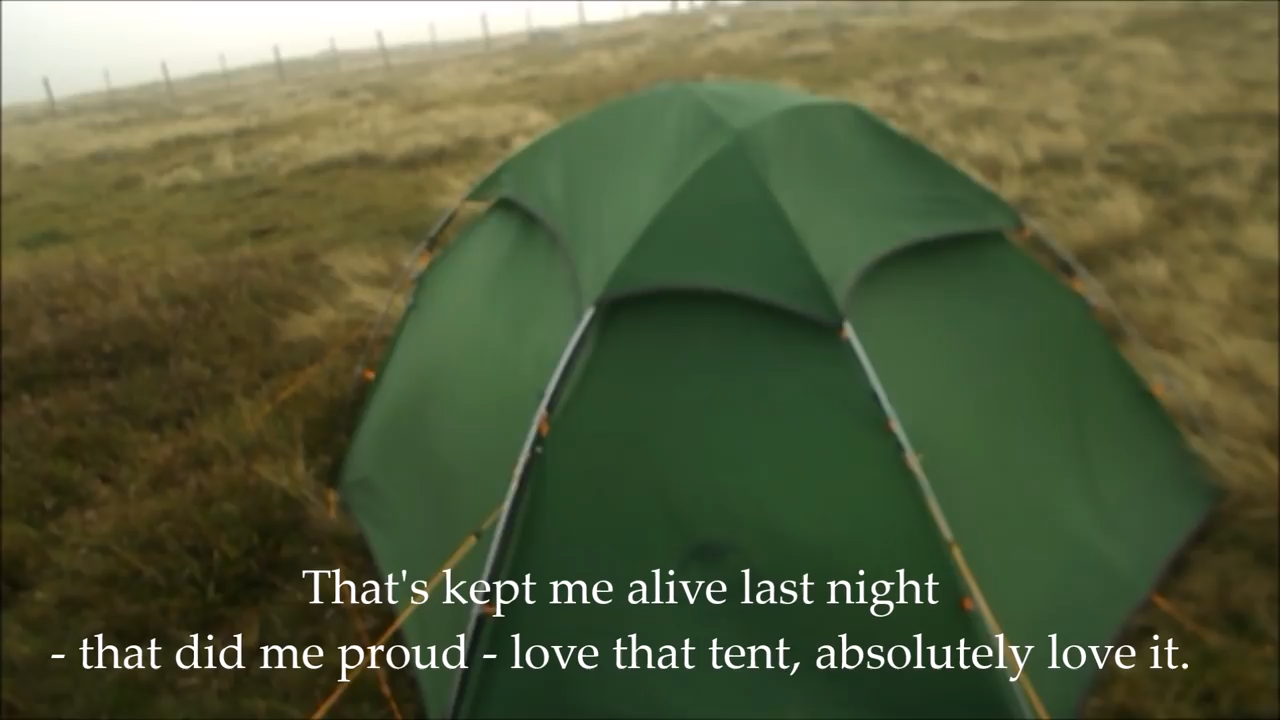 That's kept me alive last night
- that did me proud - love that tent, absolutely love it.